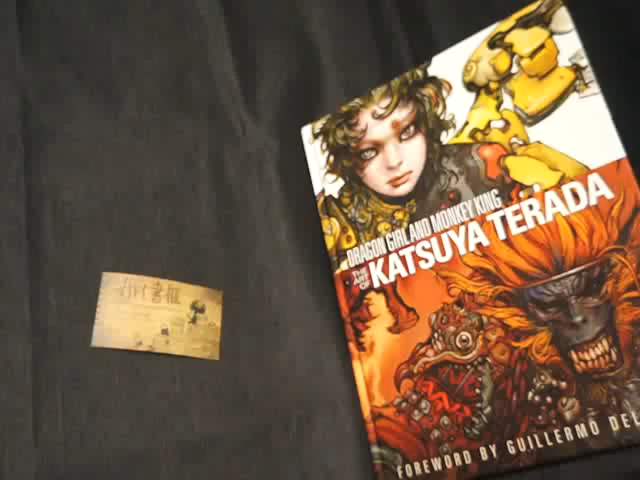 DRAGON GIRL AND MONKEY KING
THE ART OF KATSUYA TERADA
FOREWORD BY GUILLERMO DEL